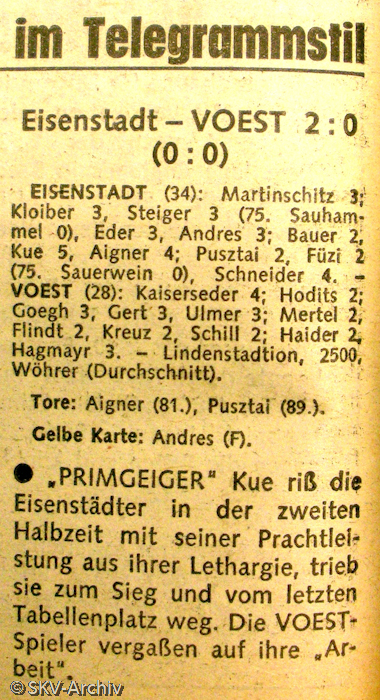 im Telegrammstil
Eisenstadt – VOEST 2:0
(0:0)
EISENSTADT (34): Martinschitz 3;
Kloiber 3, Steiger 3 (75. Sauham-
mel 0), Eder 3, Andres 3; Bauer 2,
Kue 5, Aigner 4; Pusztai 2, Füzi 2
(75. Sauerwein 0), Schneider 4. –
VOEST (28): Kaiserseder 4; Hodits 2;
Goegh 3, Gert 3, Ulmer 3; Mertel 2,
Flindt 2, Kreuz 2, Schill 2; Haider 2,
Hagmayr 3. – Lindenstadtion, 2500,
Wöhrer (Durchschnitt).
Tore: Aigner (81.), Pusztai (89.).
Gelbe Karte: Andres (F).
● „PRIMGEIGER" Kue riß die
Eisenstädter in der zweiten
Halbzeit mit seiner Prachtlei-
stung aus ihrer Lethargie, trieb
sie zum Sieg und vom letzten
Tabellenplatz weg. Die VOEST-
Spieler vergaßen auf ihre „Ar-
beit".
© SKV-Archiv